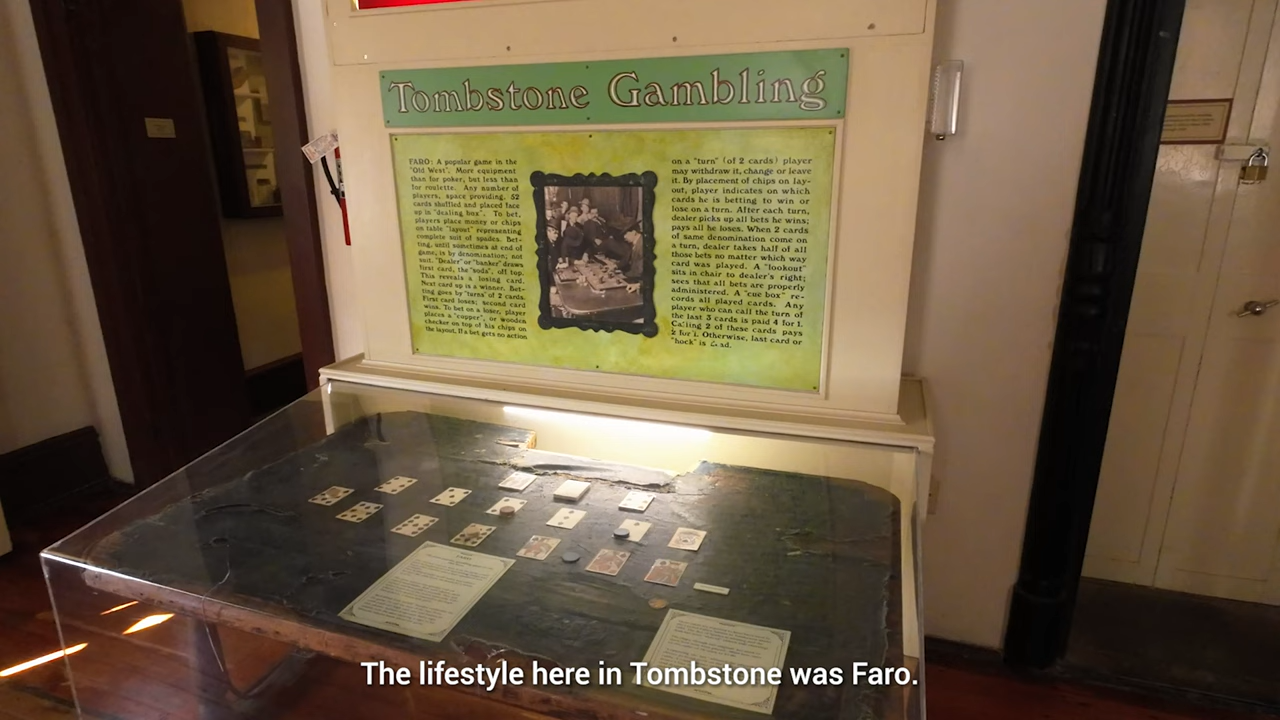 Tombstone Gambling
FARO: A popular game in the
"Old West". More equipment
than for poker, but less than
for roulette. Any number of
players, space providing. 52
cards shuffled and placed face
up in "dealing box". To bet,
players place money or chips
on table "layout" representing
complete suit of spades. Bet-
ting, until sometimes at end of
game, is by denomination; not
suit. "Dealer" or "banker" draws
first card, the "soda", off top.
This reveals a losing card.
Next card up is a winner. Bet-
ting goes by "turns" of 2 cards.
First card loses; second card
wins. To bet on a loser, player
places a "copper", or wooden
checker on top of his chips on
the layout. If a bet gets no action
on a "turn" (of 2 cards) player
may withdraw it, change or leave
it. By placement of chips on lay-
out, player indicates on which
cards he is betting to win or
lose on a turn. After each turn,
dealer picks up all bets he wins;
pays all he loses. When 2 cards
of same denomination come on
a turn, dealer takes half of all
those bets no matter which way
card was played. A "lookout"
sits in chair to dealer's right;
sees that all bets are properly
administered. A "cue box" re-
cords all played cards. Any
player who can call the turn of
the last 3 cards is paid 4 for 1.
Calling 2 of these cards pays
2 for 1. Otherwise, last card or
"hock" is
The lifestyle here in Tombstone was Faro.